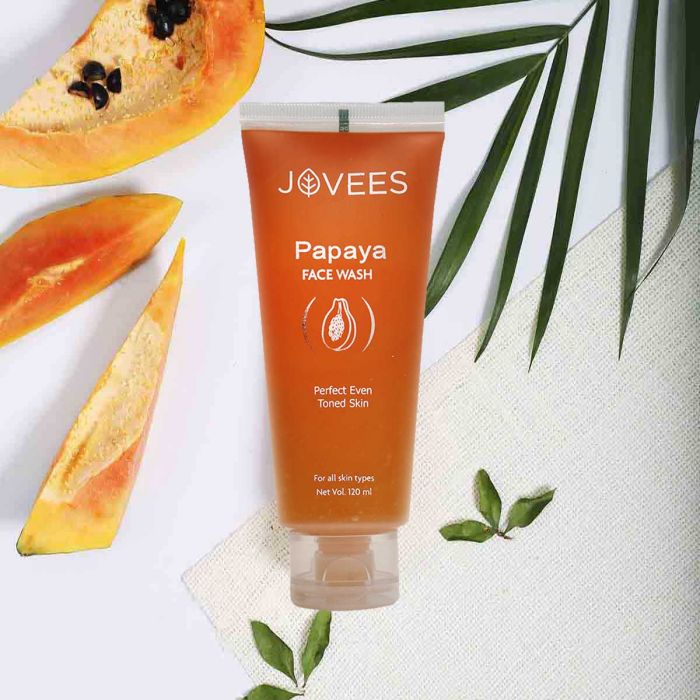 JOVEES
Papaya
FACE WASH
Perfect Even
Toned Skin
For all skin types
Net Vol. 120 ml